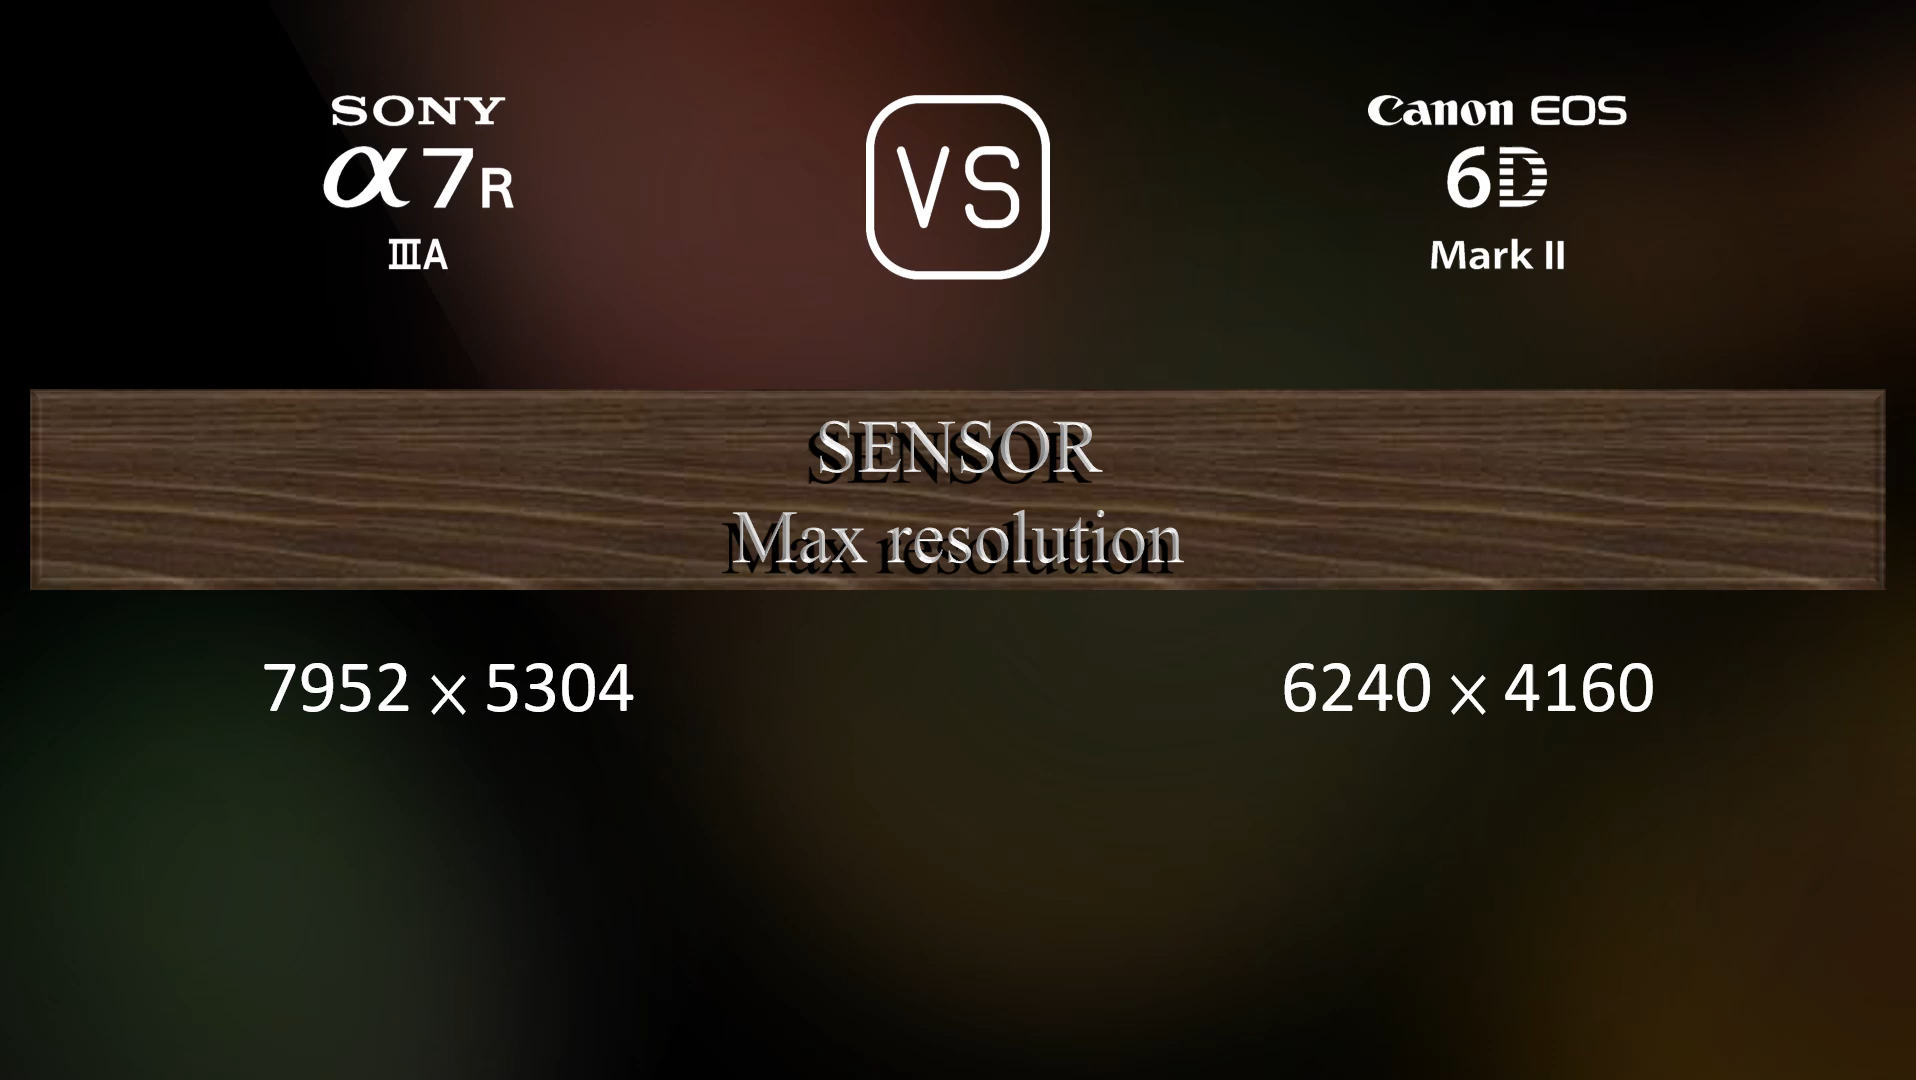 SONY
α7R
IIIA
VS
Canon EOS
6D
Mark II
SENSOR
Max resolution
7952 x 5304
6240 x 4160